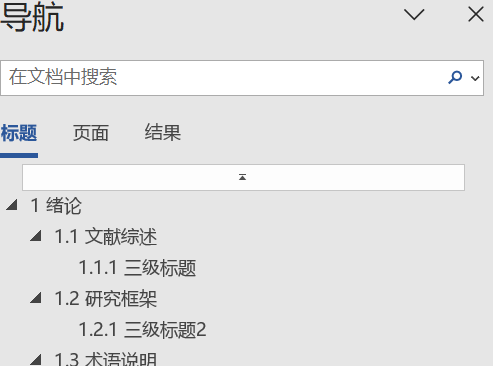 导航
在文档中搜索
标题 页面 结果
1 绪论
1.1 文献综述
1.1.1 三级标题
1.2 研究框架
1.2.1 三级标题2
1.3 术语说明